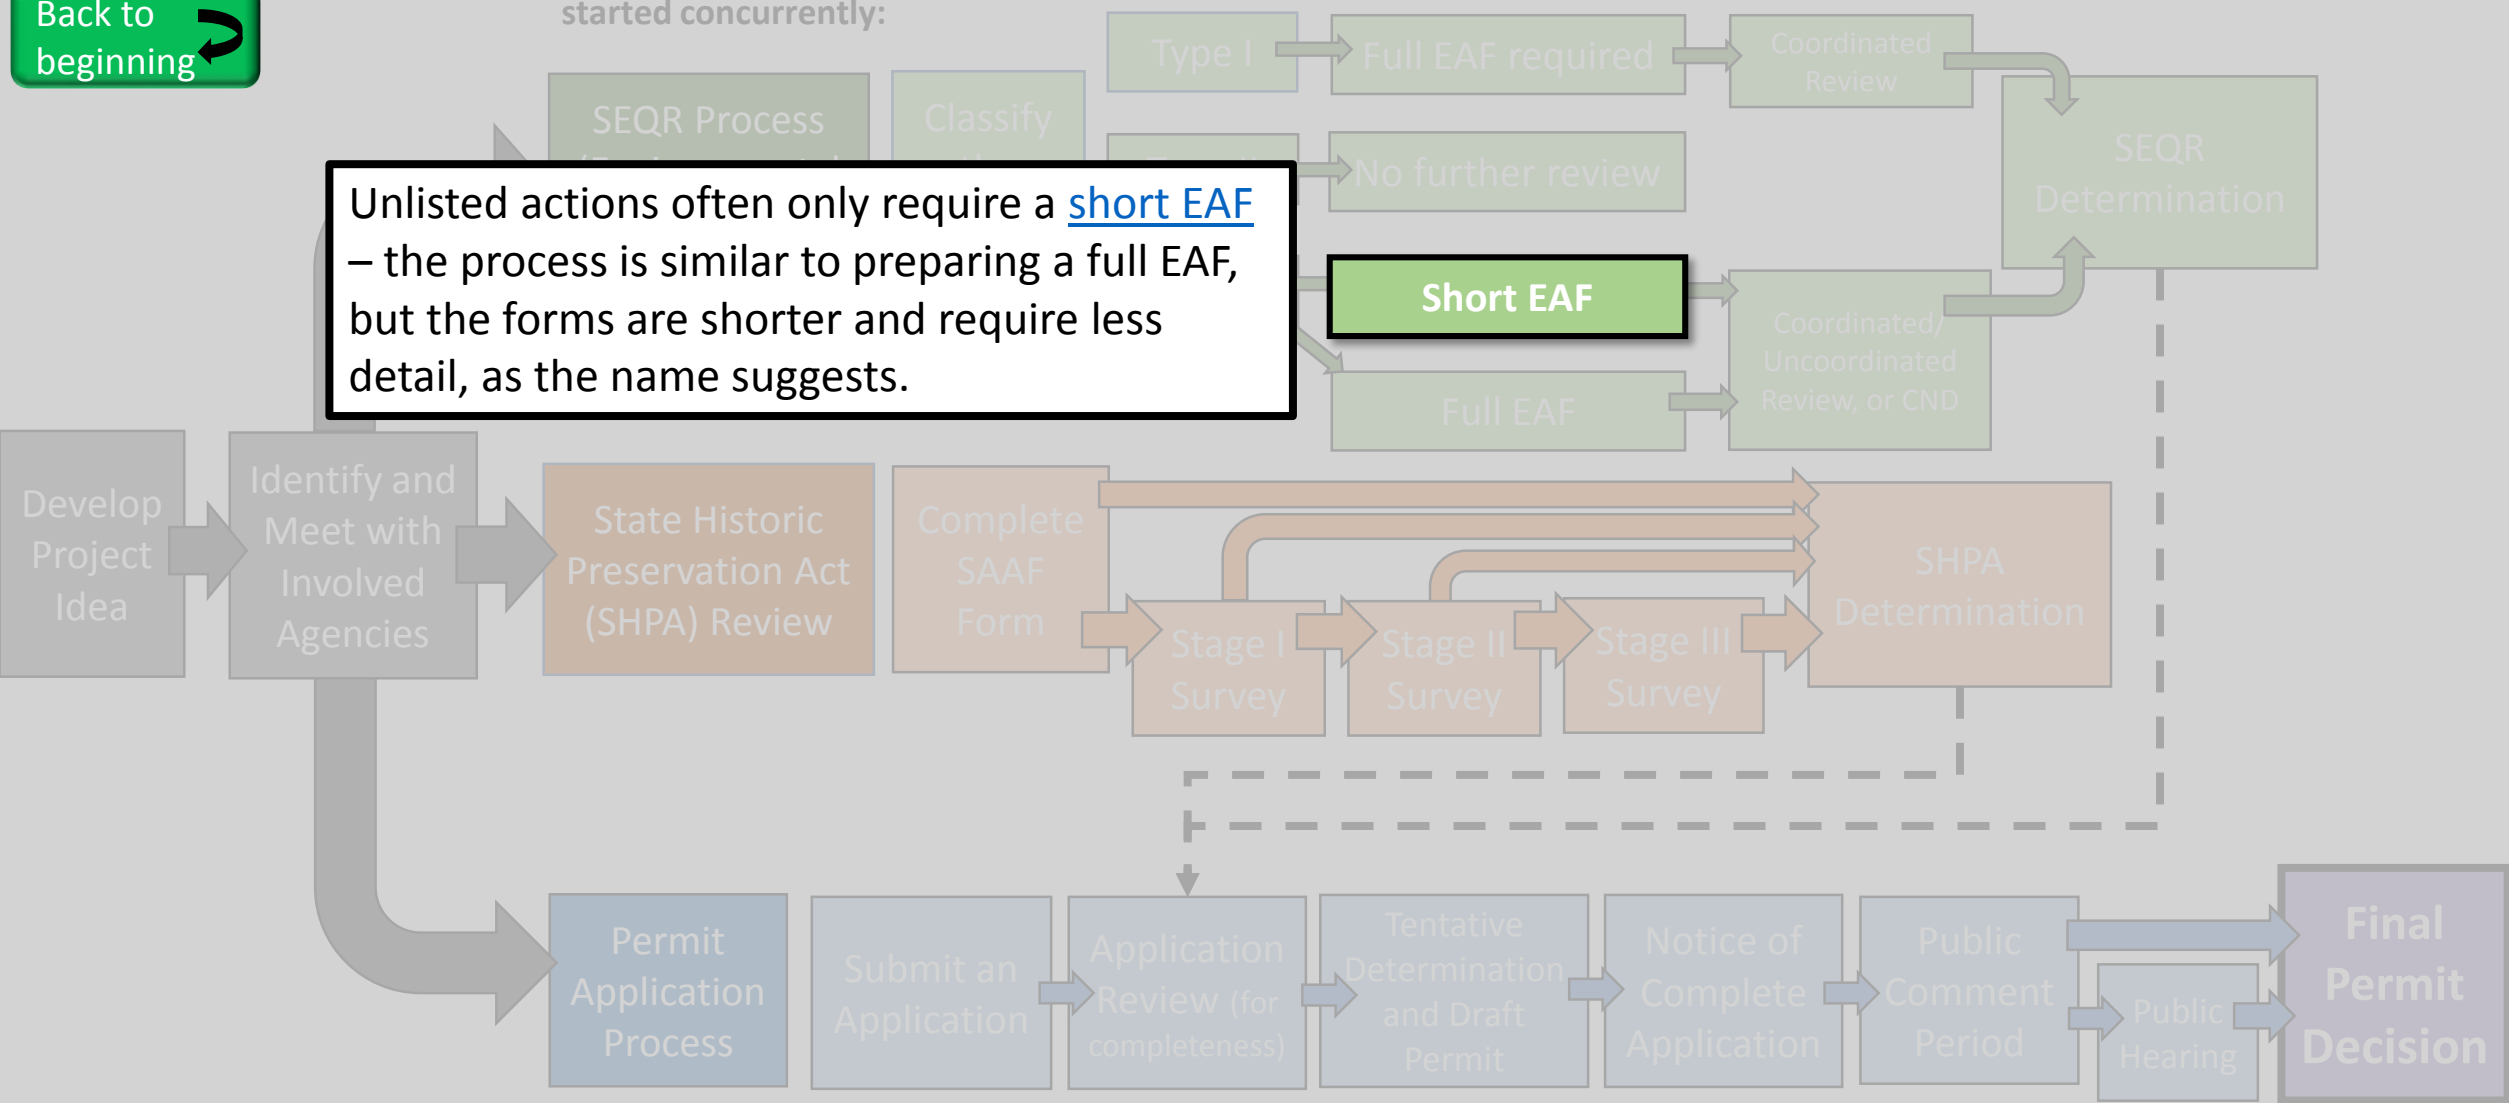 Back to
beginning
started concurrently:
Type I
Full EAF required
Coordinated
Review
SEQR Process
Classify
No further review
SEQR
Determination
Unlisted actions often only require a short EAF
– the process is similar to preparing a full EAF,
but the forms are shorter and require less
detail, as the name suggests.
Short EAF
Coordinated/
Uncoordinated
Review, or CND
Full EAF
Develop
Project
Idea
Identify and
Meet with
Involved
Agencies
State Historic
Preservation Act
(SHPA) Review
Complete
SAAF
Form
Stage I
Survey
Stage II
Survey
Stage III
Survey
SHPA
Determination
Permit
Application
Process
Submit an
Application
Application
Review (for
completeness)
Tentative
Determination
and Draft
Permit
Notice of
Complete
Application
Public
Comment
Period
Public
Hearing
Final
Permit
Decision